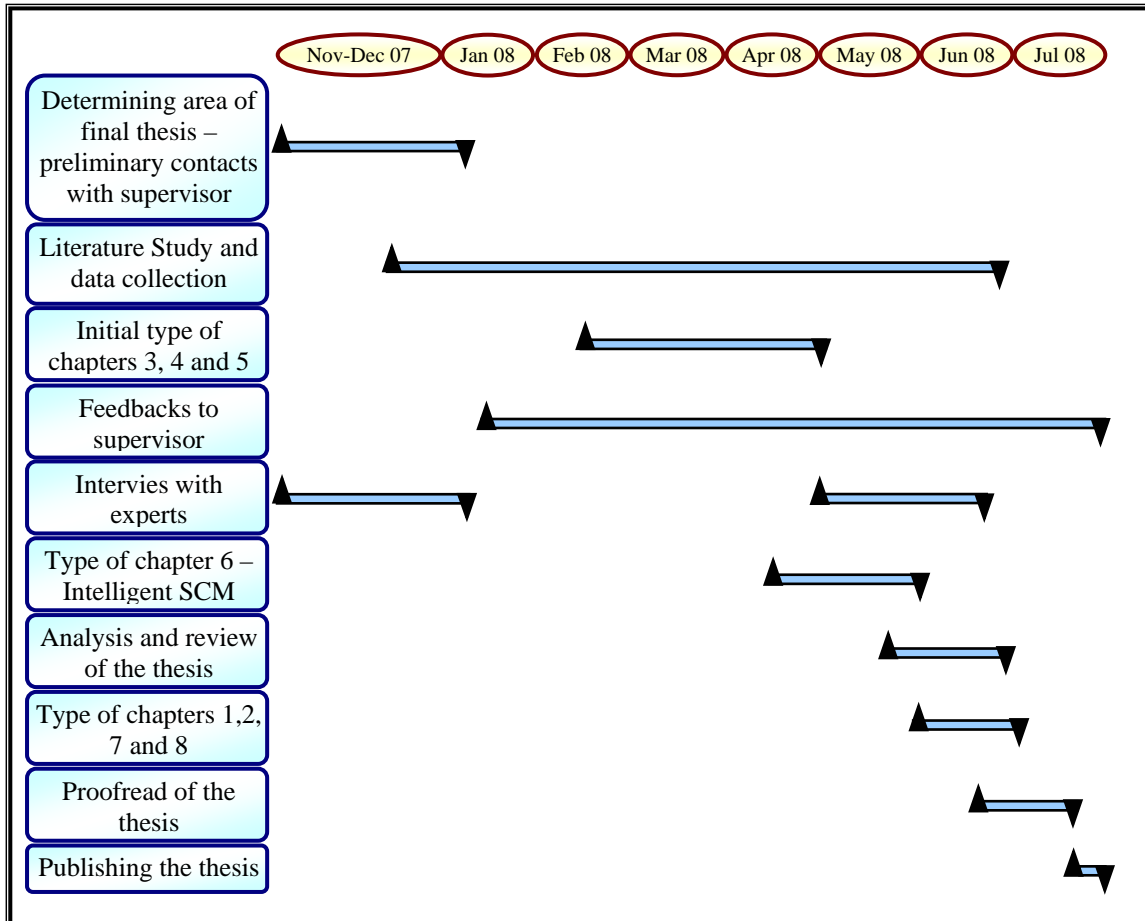 Nov-Dec 07 Jan 08 Feb 08 Mar 08 Apr 08 May 08 Jun 08 Jul 08
Determining area of
final thesis –
preliminary contacts
with supervisor
Literature Study and
data collection
Initial type of
chapters 3, 4 and 5
Feedbacks to
supervisor
Intervies with
experts
Type of chapter 6 –
Intelligent SCM
Analysis and review
of the thesis
Type of chapters 1,2,
7 and 8
Proofread of the
thesis
Publishing the thesis